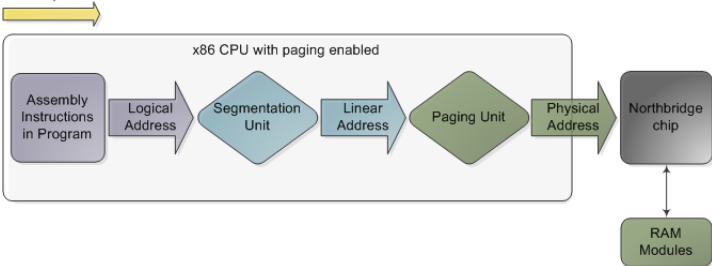 x86 CPU with paging enabled
Assembly
Instructions
in Program
Logical
Address
Segmentation
Unit
Linear
Address
Paging Unit
Physical
Address
Northbridge
chip
RAM
Modules